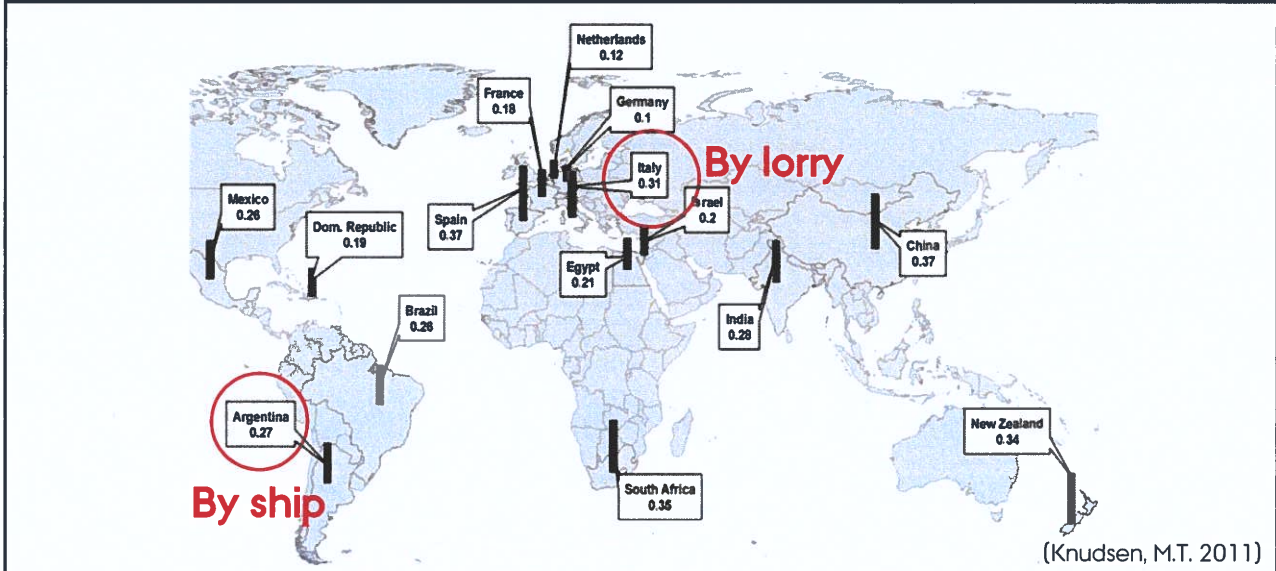 Netherlands
0.12
France
0.18
Germany
0.1
Italy
0.31
By lorry
srael
0.2
Mexico
0.26
Dom. Republic
0.19
Spain
0.37
Egypt
0.21
China
0.37
India
0.28
Brazil
0.26
Argentina
0.27
By ship
New Zealand
0.34
South Africa
0.35
(Knudsen, M.T. 2011)